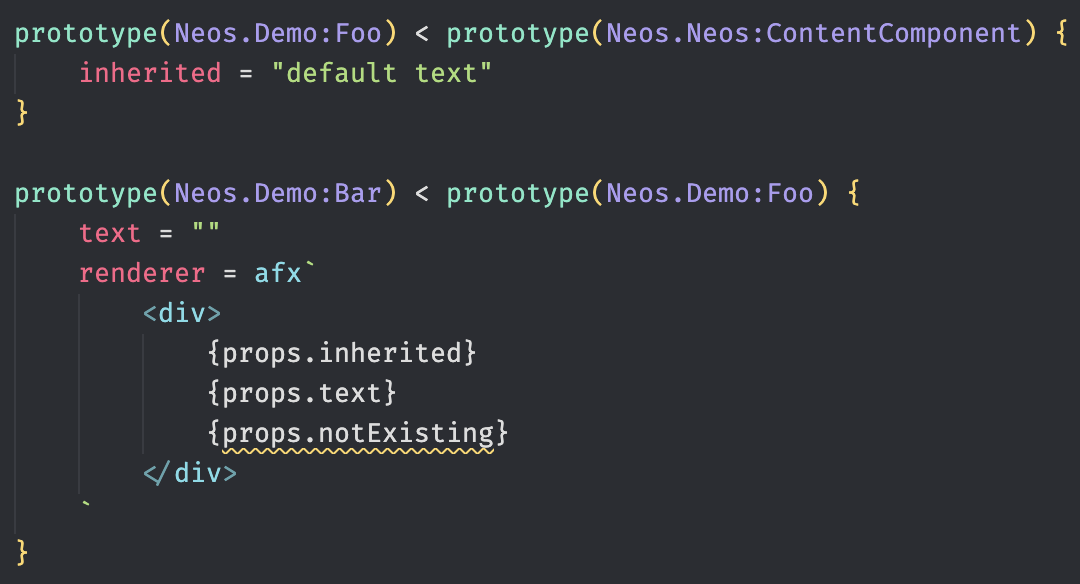 prototype(Neos.Demo:Foo) < prototype(Neos.Neos:ContentComponent) {
    inherited = "default text"
}

prototype(Neos.Demo:Bar) < prototype(Neos.Demo:Foo) {
    text = ""
    renderer = afx`
        <div>
            {props.inherited}
            {props.text}
            {props.notExisting}
        </div>
    `
}